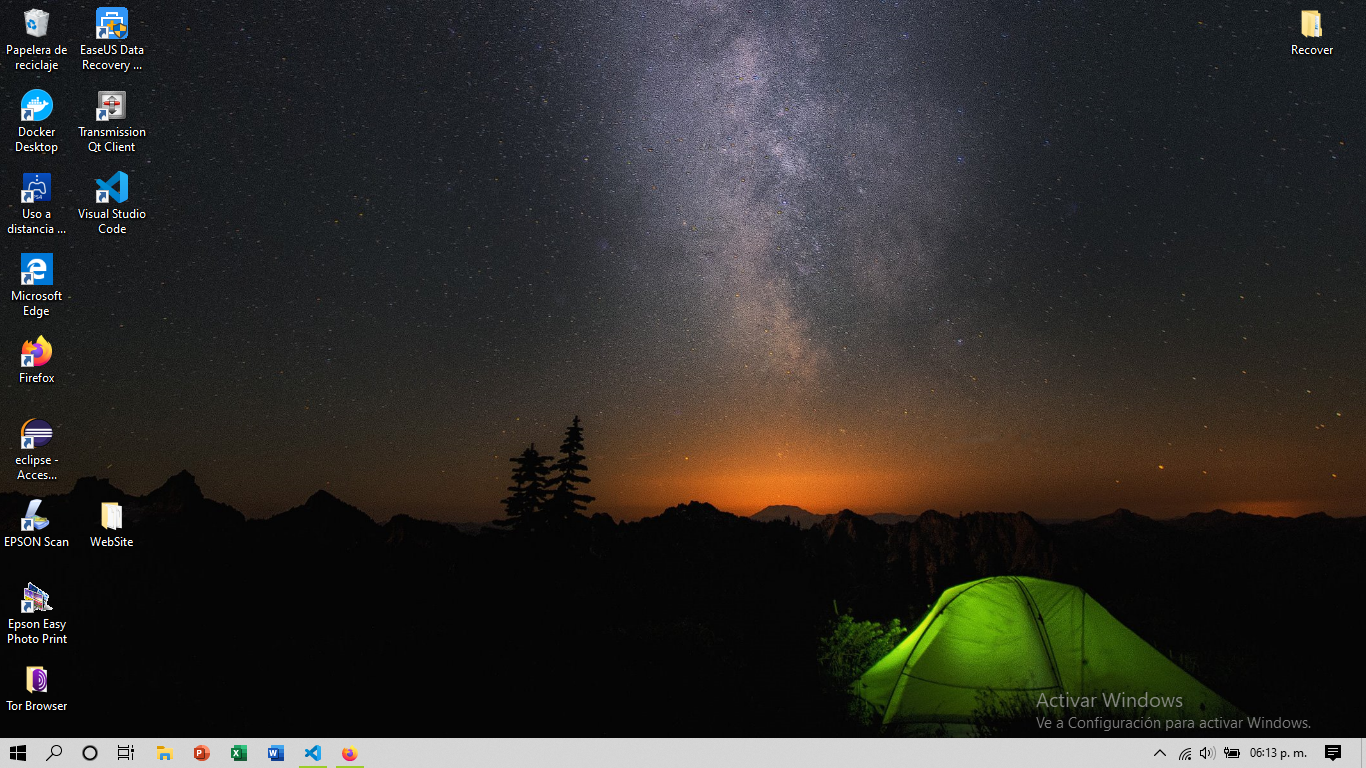 Papelera de
reciclaje
EaseUS Data
Recovery ...
Recover
Docker
Desktop
Transmission
Qt Client
Uso a
distancia ...
Visual Studio
Code
Microsoft
Edge
Firefox
eclipse -
Acces...
EPSON Scan
WebSite
Epson Easy
Photo Print
Tor Browser
Activar Windows
Ve a Configuración para activar Windows.
06:13 p. m.